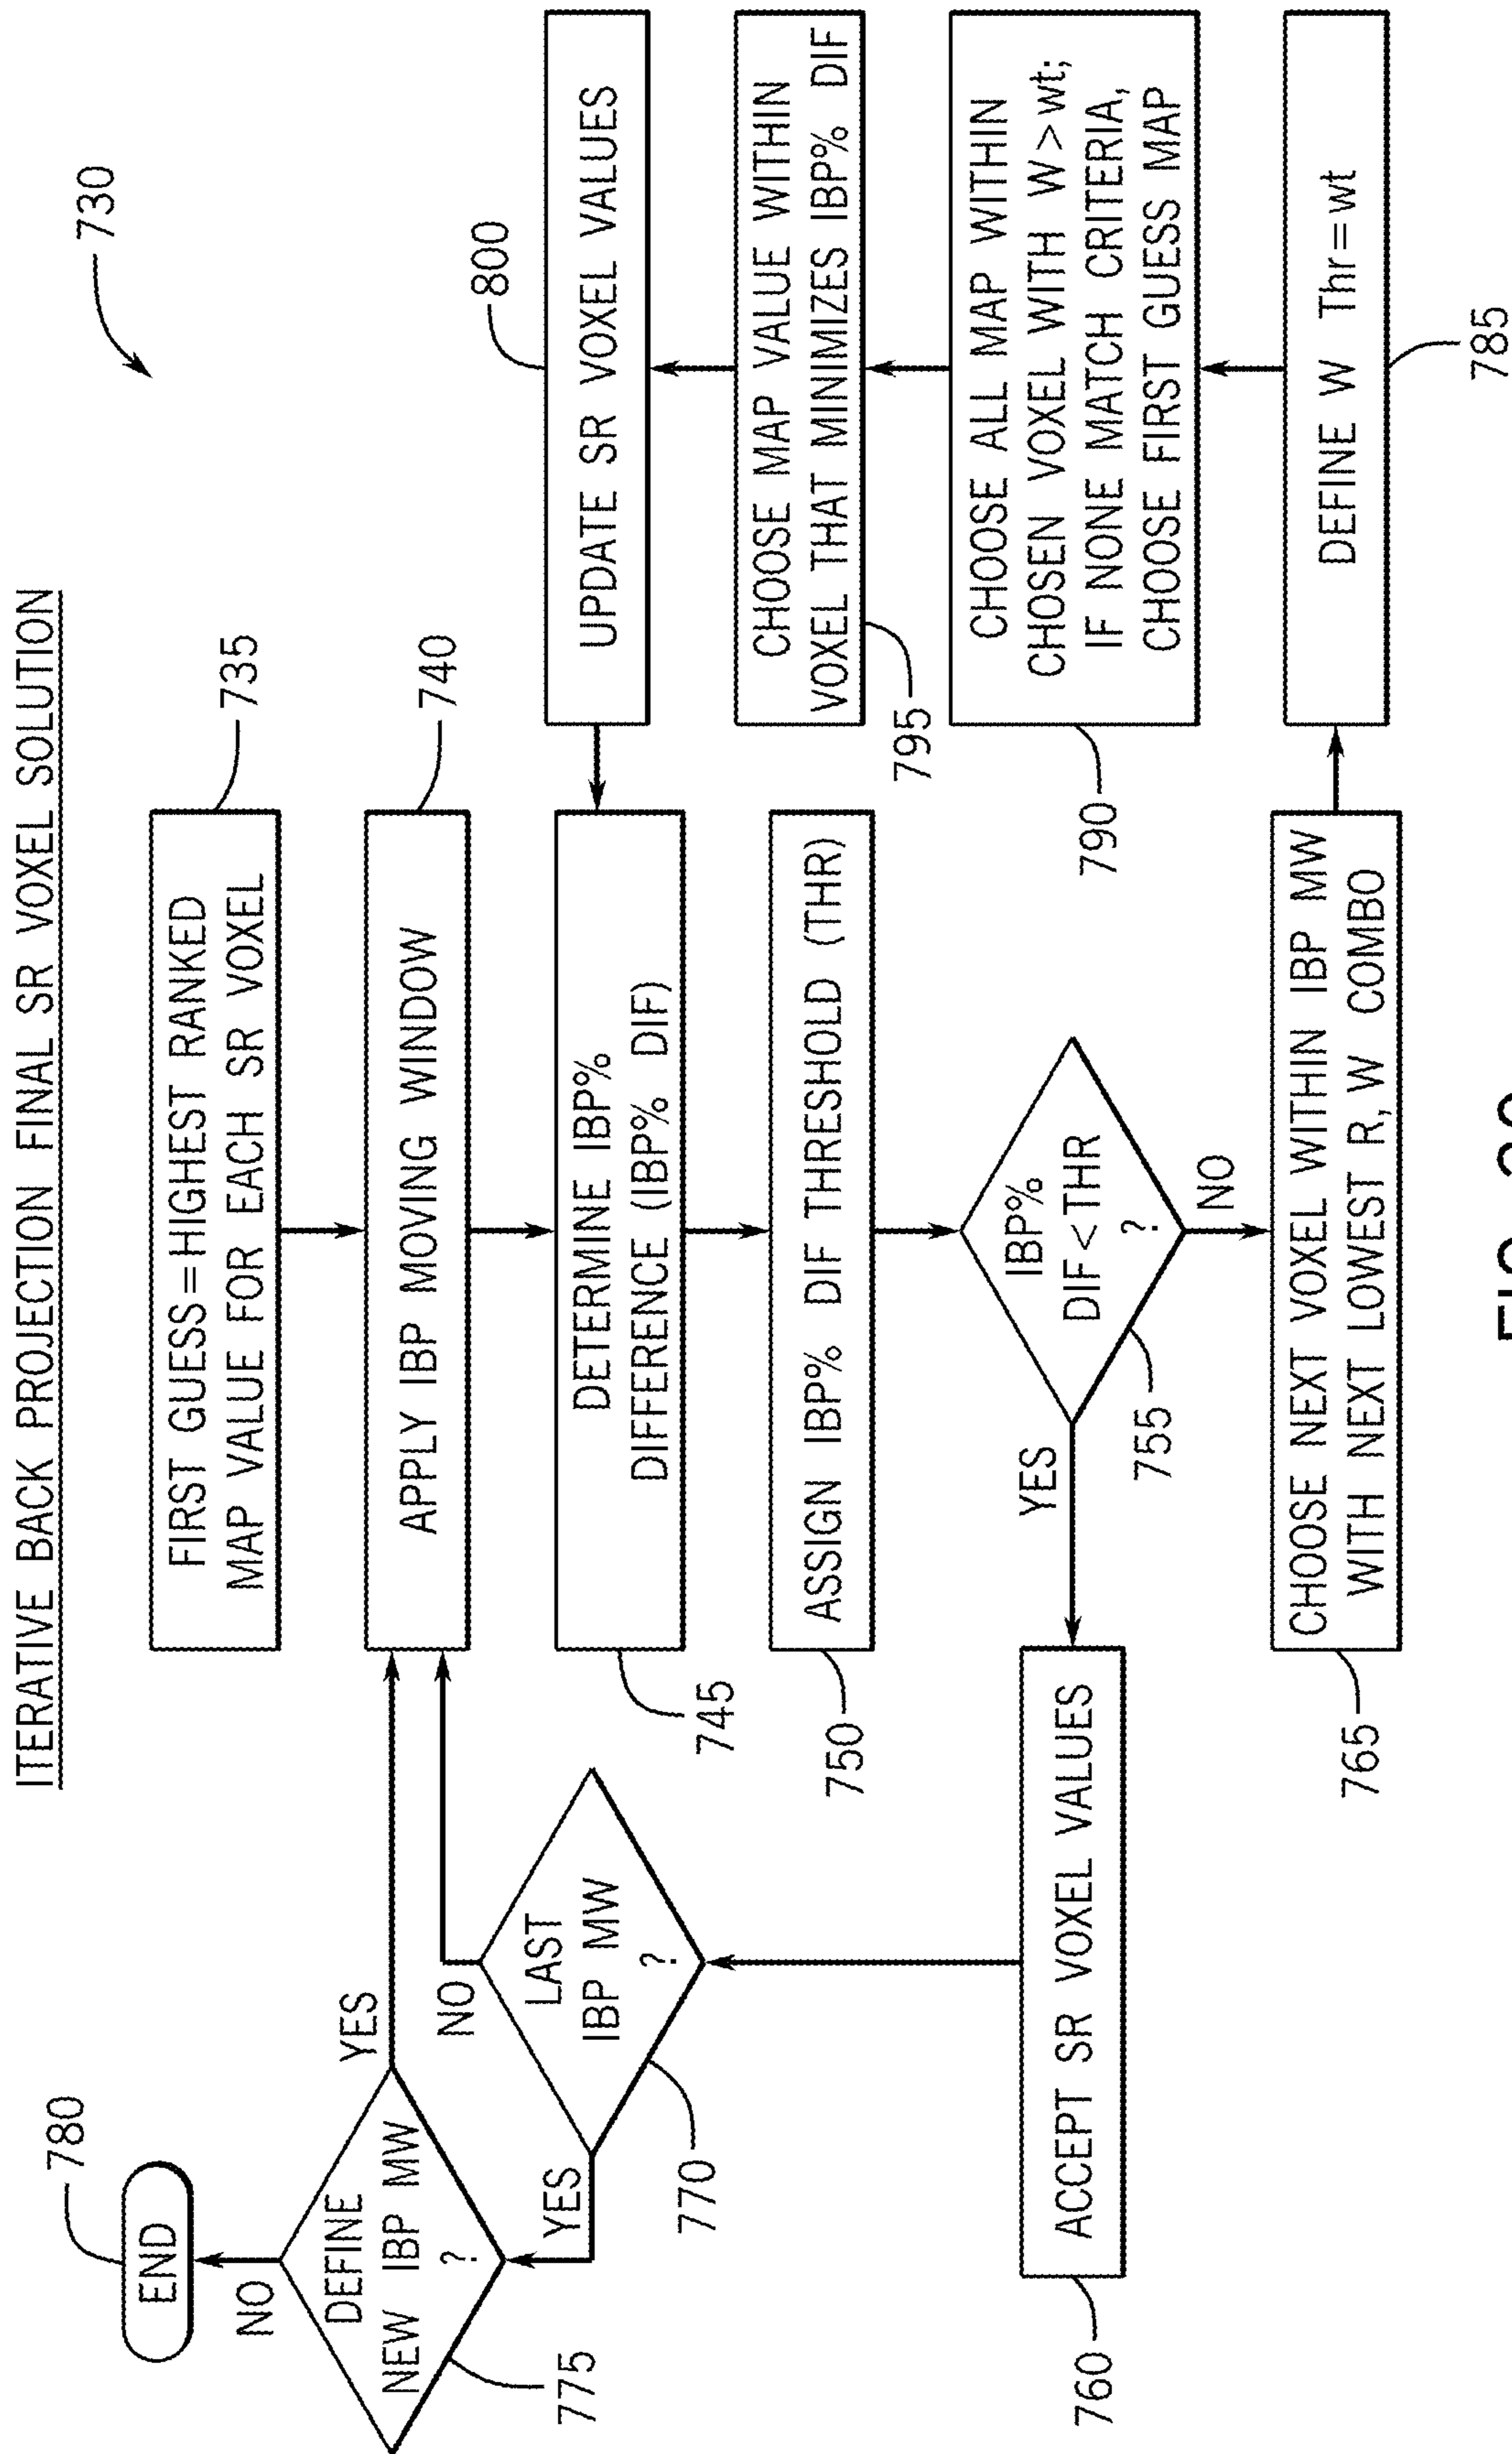 ITERATIVE BACK PROJECTION FINAL SR VOXEL SOLUTION
730
FIRST GUESS=HIGHEST RANKED
MAP VALUE FOR EACH SR VOXEL
735
APPLY IBP MOVING WINDOW
740
DETERMINE IBP%
DIFFERENCE (IBP% DIF)
745
ASSIGN IBP% DIF THRESHOLD (THR)
750
IBP%
DIF<THR
?
755
YES
NO
ACCEPT SR VOXEL VALUES
760
CHOOSE NEXT VOXEL WITHIN IBP MW
WITH NEXT LOWEST R, W COMBO
765
LAST
IBP MW
?
770
NO
YES
DEFINE
NEW IBP MW
?
775
YES
NO
END
780
DEFINE W Thr=wt
785
CHOOSE ALL MAP WITHIN
CHOSEN VOXEL WITH W>wt;
IF NONE MATCH CRITERIA,
CHOOSE FIRST GUESS MAP
790
CHOOSE MAP VALUE WITHIN
VOXEL THAT MINIMIZES IBP% DIF
795
UPDATE SR VOXEL VALUES
800